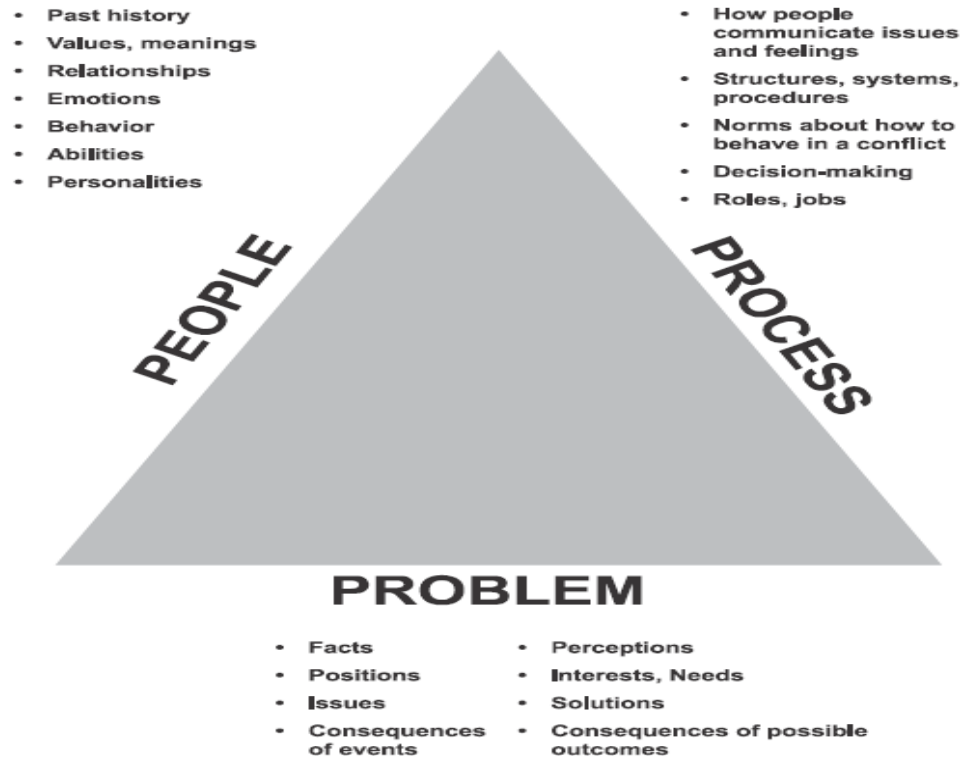 • Past history
• Values, meanings
• Relationships
• Emotions
• Behavior
• Abilities
• Personalities
• How people
communicate issues
and feelings
• Structures, systems,
procedures
• Norms about how to
behave in a conflict
• Decision-making
• Roles, jobs
PEOPLE
PROCESS
PROBLEM
• Facts
• Positions
• Issues
• Consequences
of events
• Perceptions
• Interests, Needs
• Solutions
• Consequences of possible
outcomes